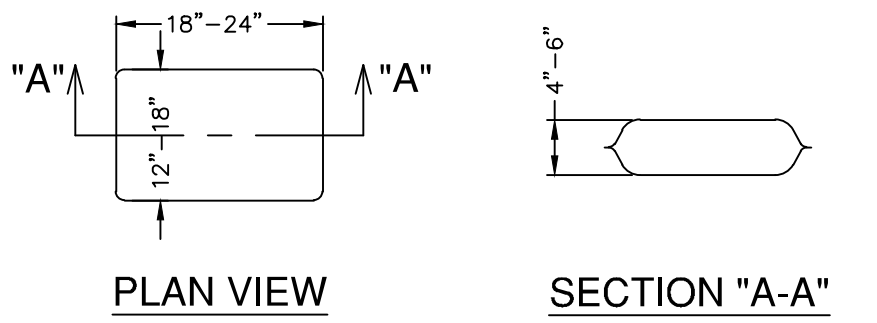 18"-24"
"A"
"A"
12"-18"
4"-6"
PLAN VIEW
SECTION "A-A"